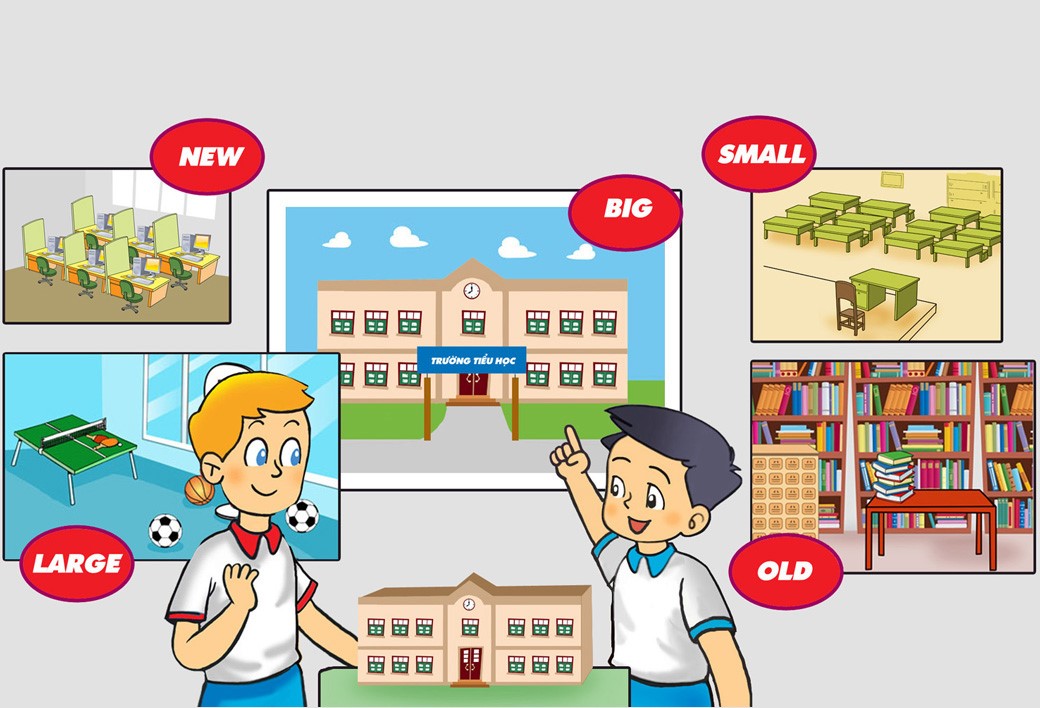 NEW
SMALL
BIG
TRƯỜNG TIỂU HỌC
LARGE
OLD